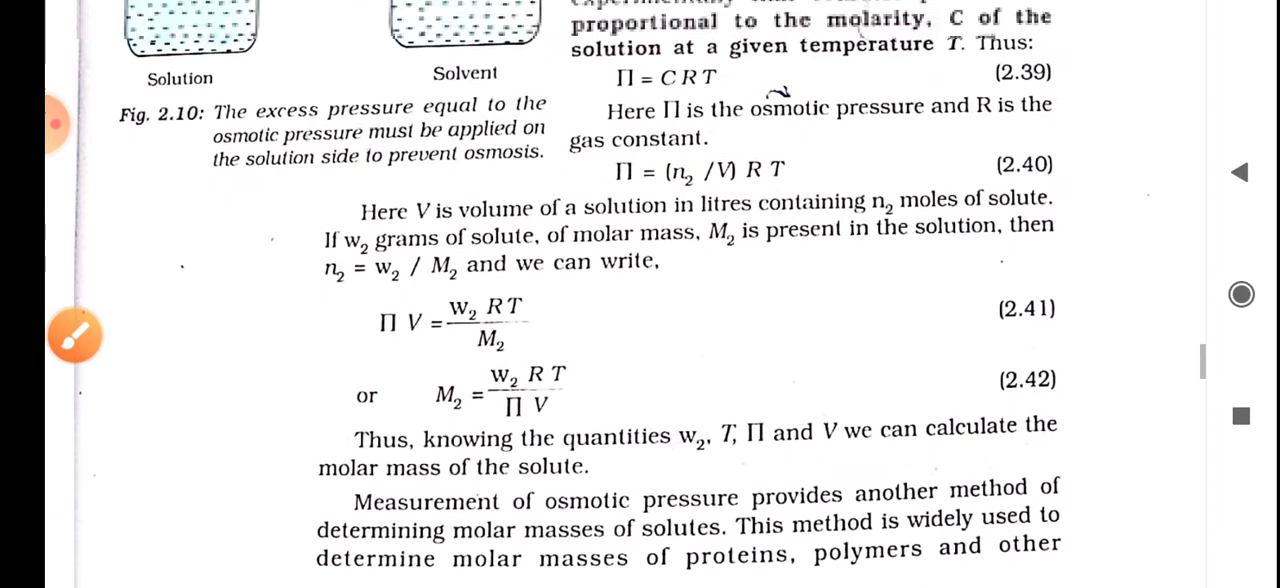 Solution
Solvent
Fig. 2.10: The excess pressure equal to the
osmotic pressure must be applied on
the solution side to prevent osmosis.
proportional to the molarity, C of the
solution at a given temperature T. Thus:
Π = C R T (2.39)
Here Π is the osmotic pressure and R is the
gas constant.
Π = (n₂ /V) R T (2.40)
Here V is volume of a solution in litres containing n₂ moles of solute.
If w₂ grams of solute, of molar mass, M₂ is present in the solution, then
n₂ = w₂ / M₂ and we can write,
Π V = w₂ R T / M₂ (2.41)
or M₂ = w₂ R T / Π V (2.42)
Thus, knowing the quantities w₂, T, Π and V we can calculate the
molar mass of the solute.
Measurement of osmotic pressure provides another method of
determining molar masses of solutes. This method is widely used to
determine molar masses of proteins, polymers and other